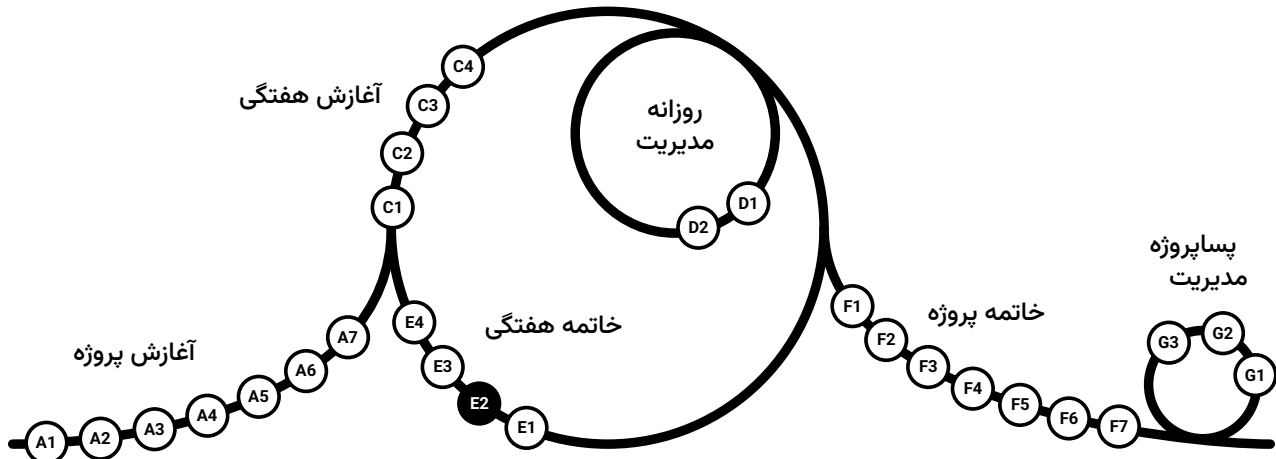 آغازش پروژه
A1
A2
A3
A4
A5
A6
A7
آغازش هفتگی
C1
C2
C3
C4
روزانه
مدیریت
D1
D2
خاتمه هفتگی
E1
E2
E3
E4
خاتمه پروژه
F1
F2
F3
F4
F5
F6
F7
پساپروژه
مدیریت
G1
G2
G3